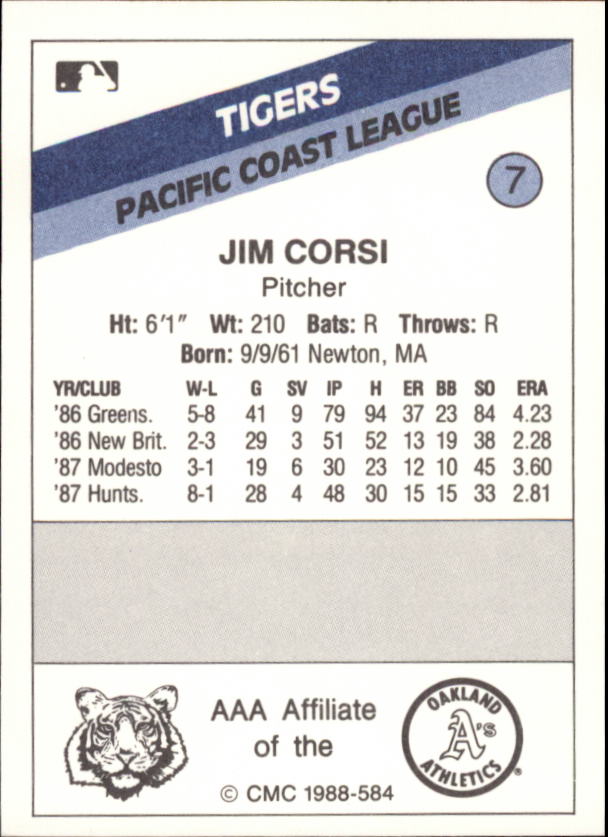 TIGERS
PACIFIC COAST LEAGUE
7
JIM CORSI
Pitcher
Ht: 6'1" Wt: 210 Bats: R Throws: R
Born: 9/9/61 Newton, MA
YR/CLUB W-L G SV IP H ER BB SO ERA
'86 Greens. 5-8 41 9 79 94 37 23 84 4.23
'86 New Brit. 2-3 29 3 51 52 13 19 38 2.28
'87 Modesto 3-1 19 6 30 23 12 10 45 3.60
'87 Hunts. 8-1 28 4 48 30 15 15 33 2.81
AAA Affiliate
of the
© CMC 1988-584
OAKLAND
A's
ATHLETICS®